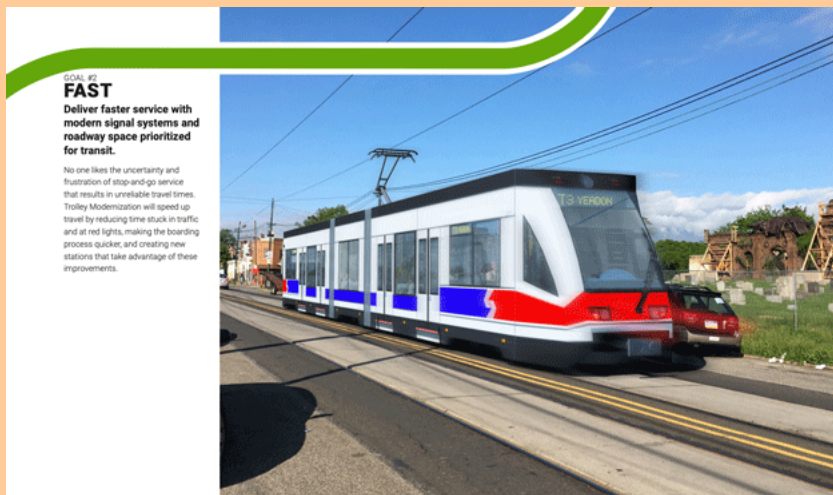 GOAL #2
FAST
Deliver faster service with
modern signal systems and
roadway space prioritized
for transit.
No one likes the uncertainty and
frustration of stop-and-go service
that results in unreliable travel times.
Trolley Modernization will speed up
travel by reducing time stuck in traffic
and at red lights, making the boarding
process quicker, and creating new
stations that take advantage of these
improvements.
T3 YEADON